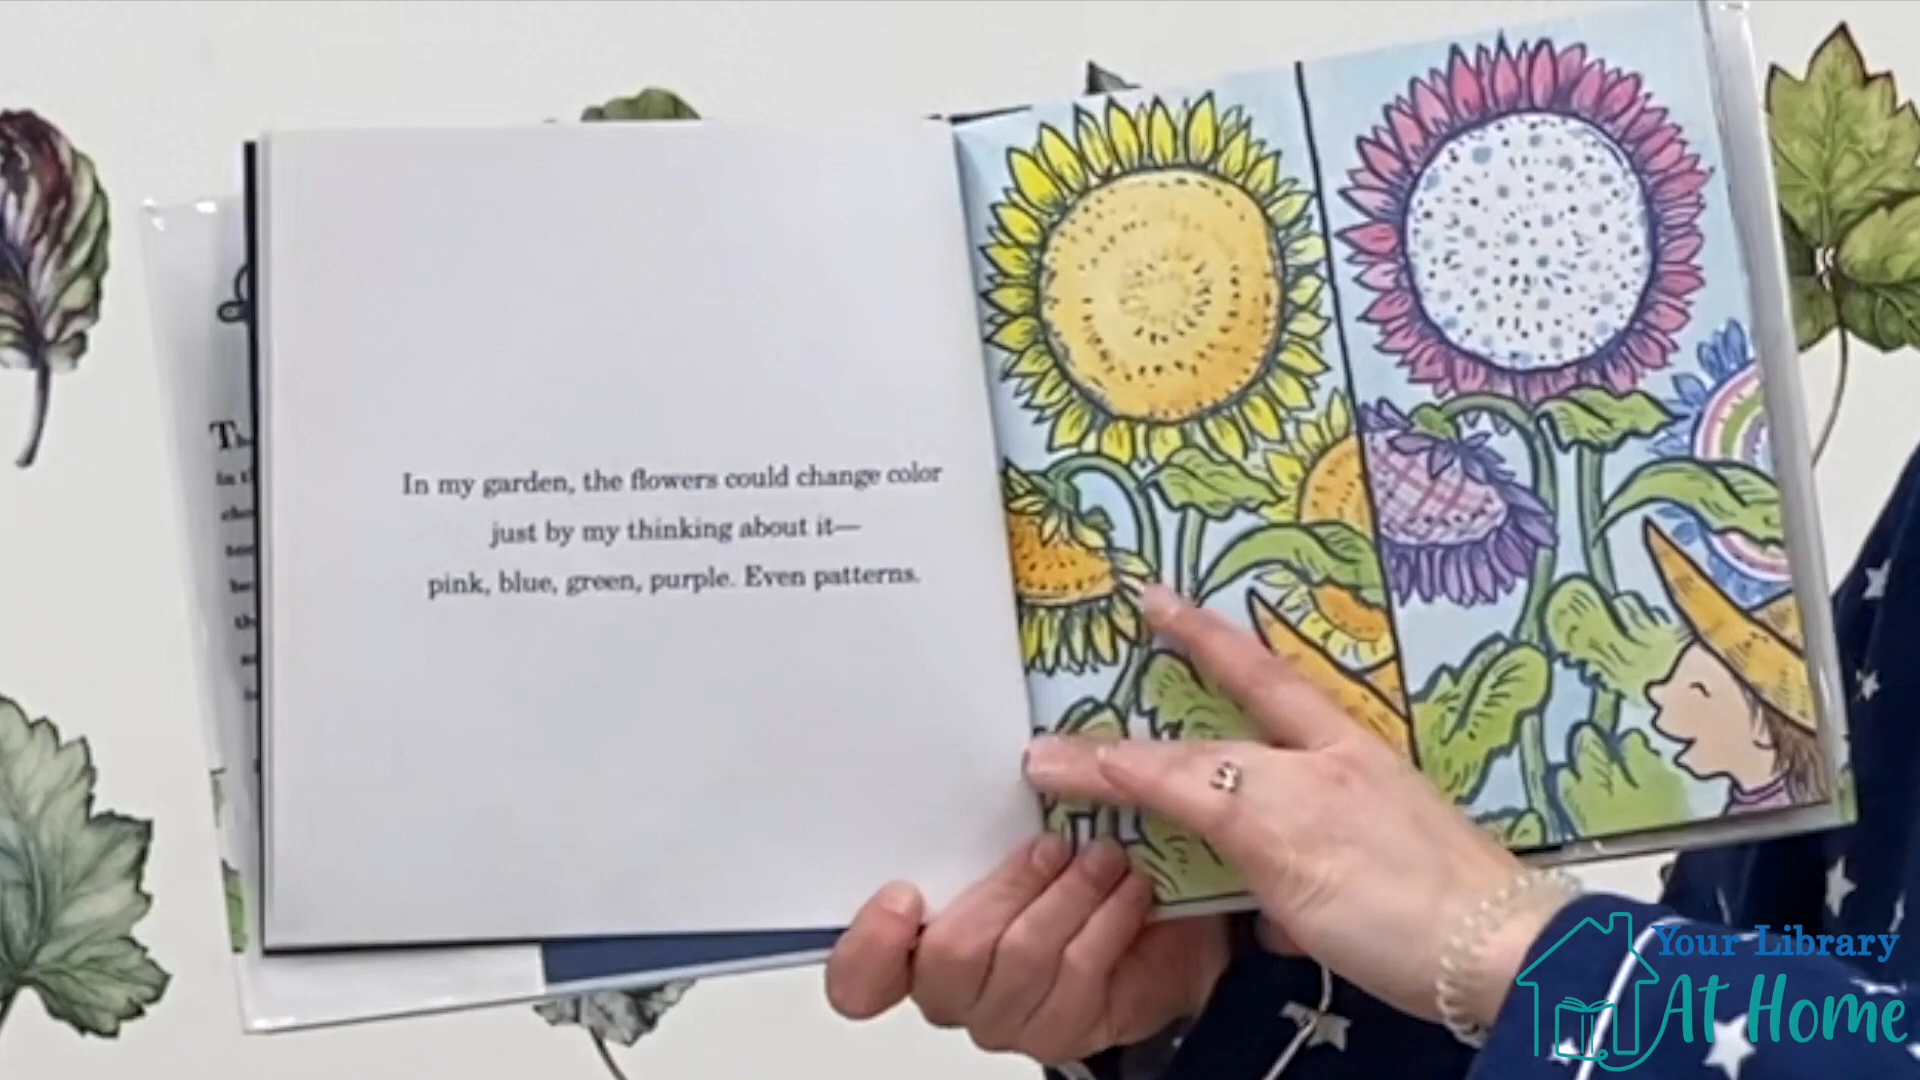 In my garden, the flowers could change color
just by my thinking about it—
pink, blue, green, purple. Even patterns.
Your Library
At Home